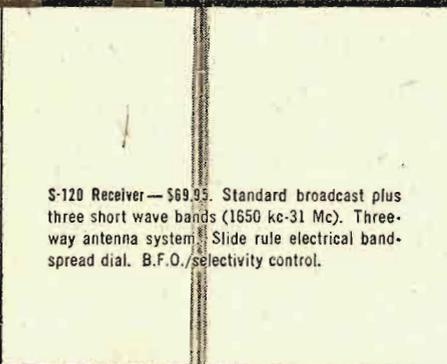 S-120 Receiver — $69.95. Standard broadcast plus
three short wave bands (1650 kc-31 Mc). Three-
way antenna system. Slide rule electrical band-
spread dial. B.F.O./selectivity control.